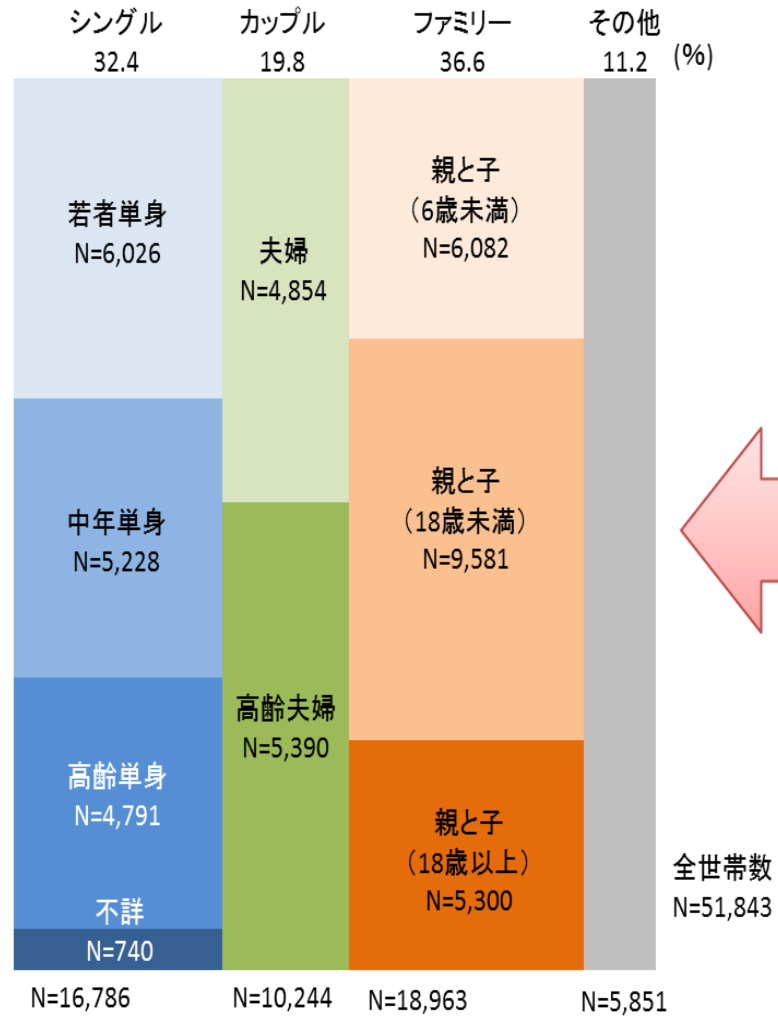 シングル
32.4
カップル
19.8
ファミリー
36.6
その他
11.2
(%)
若者単身
N=6,026
中年単身
N=5,228
高齢単身
N=4,791
不詳
N=740
夫婦
N=4,854
高齢夫婦
N=5,390
親と子
（6歳未満）
N=6,082
親と子
（18歳未満）
N=9,581
親と子
（18歳以上）
N=5,300
全世帯数
N=51,843
N=16,786
N=10,244
N=18,963
N=5,851